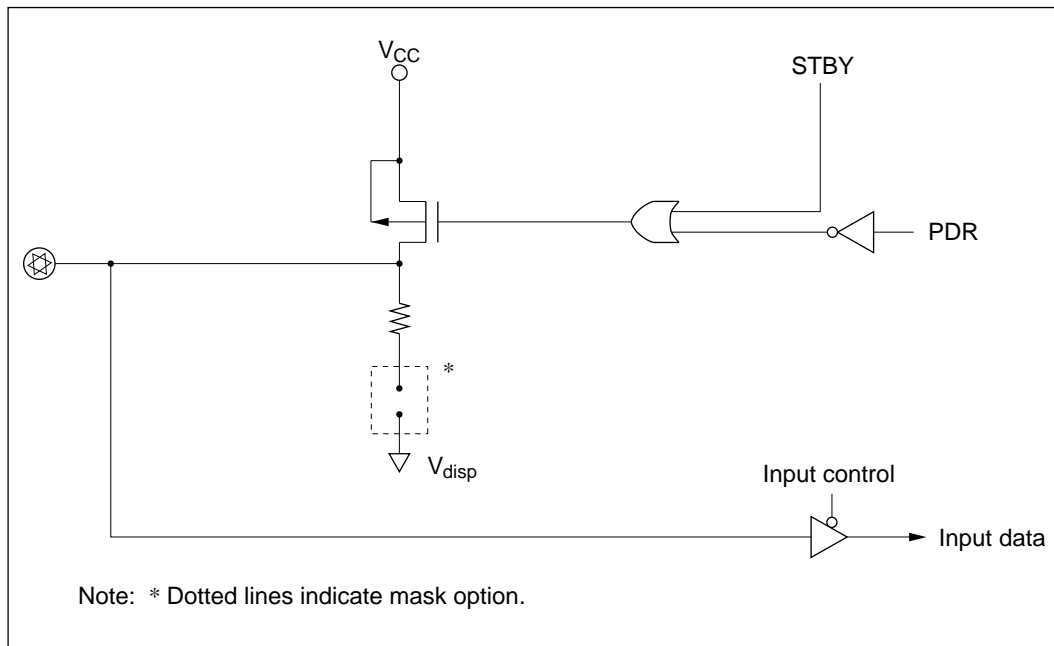 VCC
STBY
PDR
*
Vdisp
Input control
Input data
Note: * Dotted lines indicate mask option.